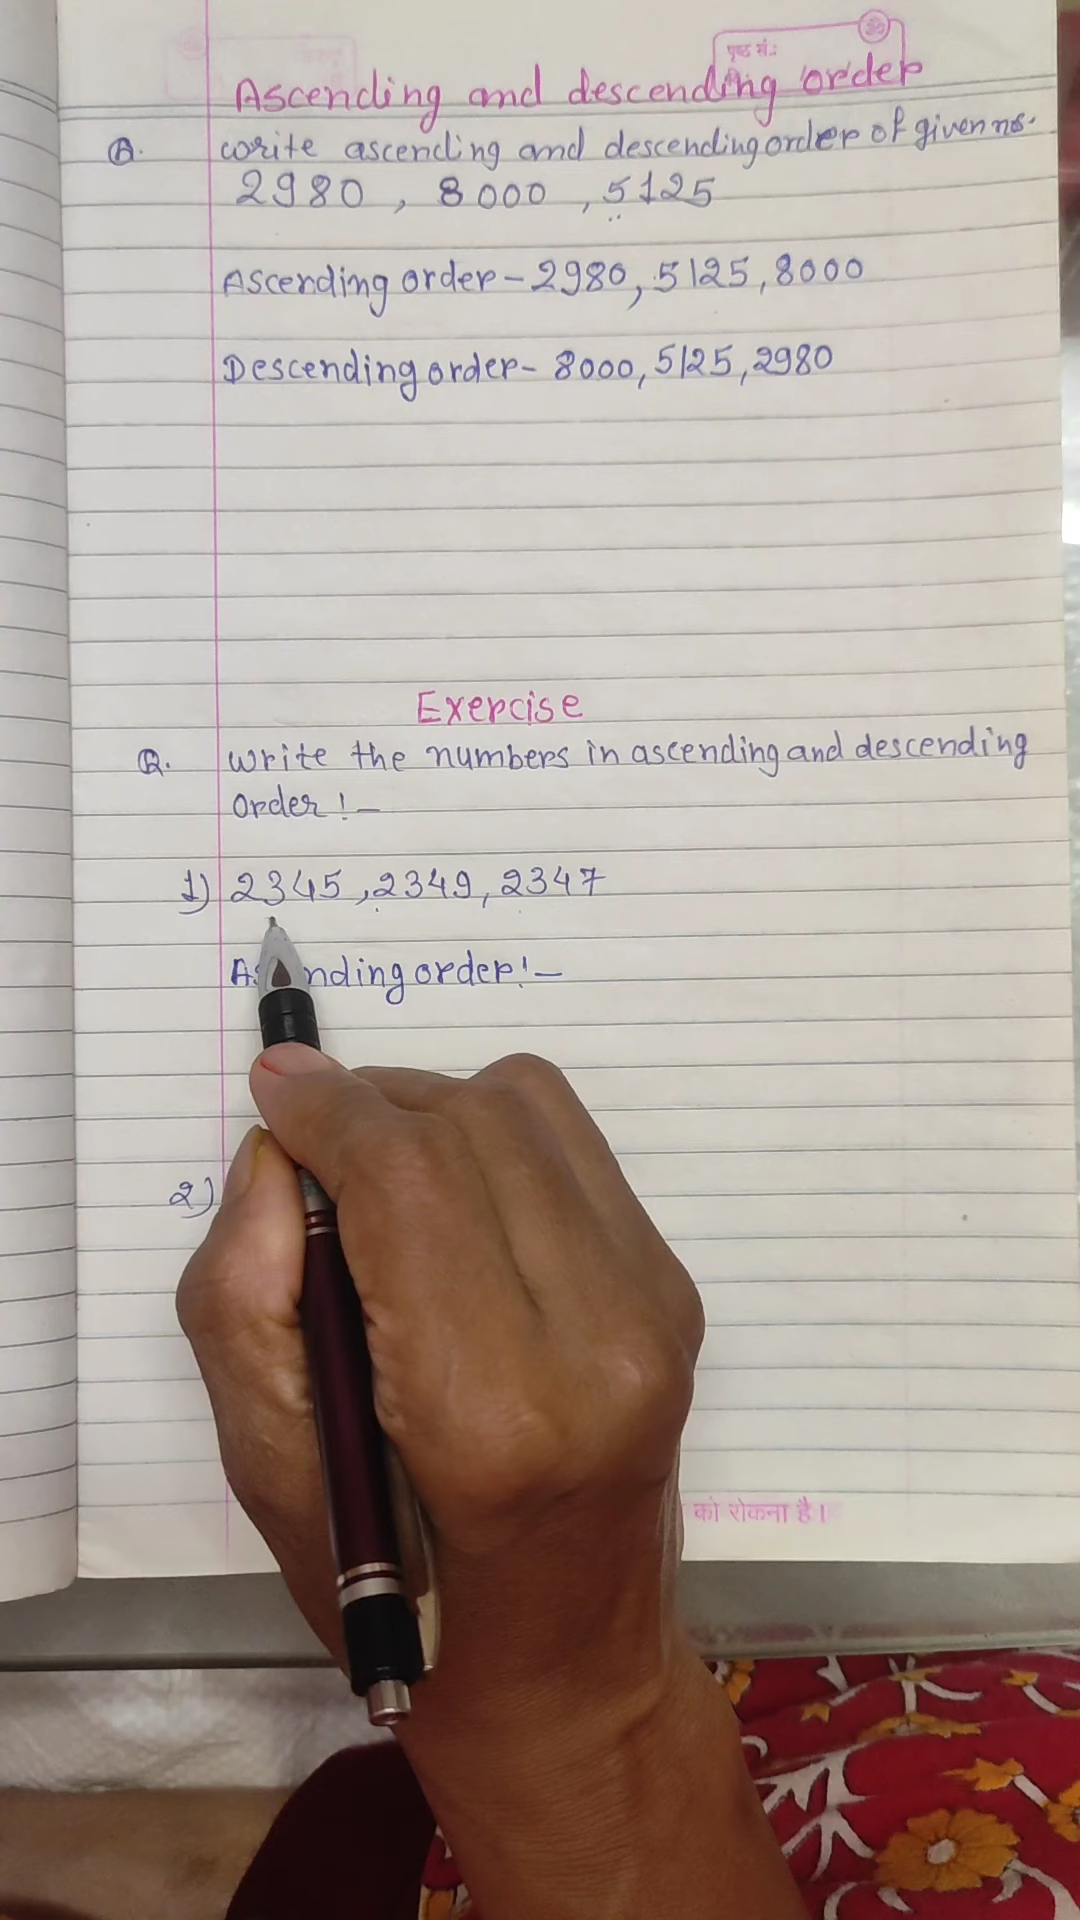 पृष्ठ सं.:
Ascending and descending order
Q. write ascending and descending order of given no.
2980 , 8000 , 5125
Ascending order - 2980, 5125, 8000
Descending order - 8000, 5125, 2980
Exercise
Q. Write the numbers in ascending and descending
order :-
1) 2345, 2349, 2347
order :-
2)
को रोकना है।